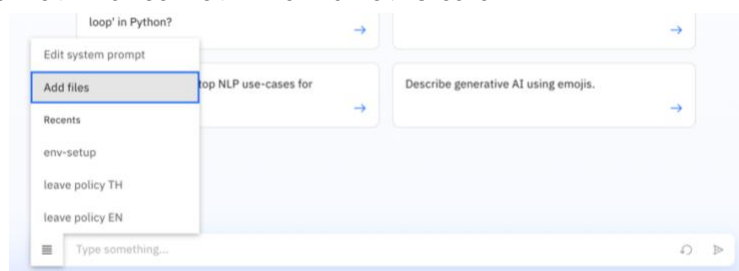 loop' in Python?
Edit system prompt
Add files
top NLP use-cases for
Describe generative AI using emojis.
Recents
env-setup
leave policy TH
leave policy EN
Type something...